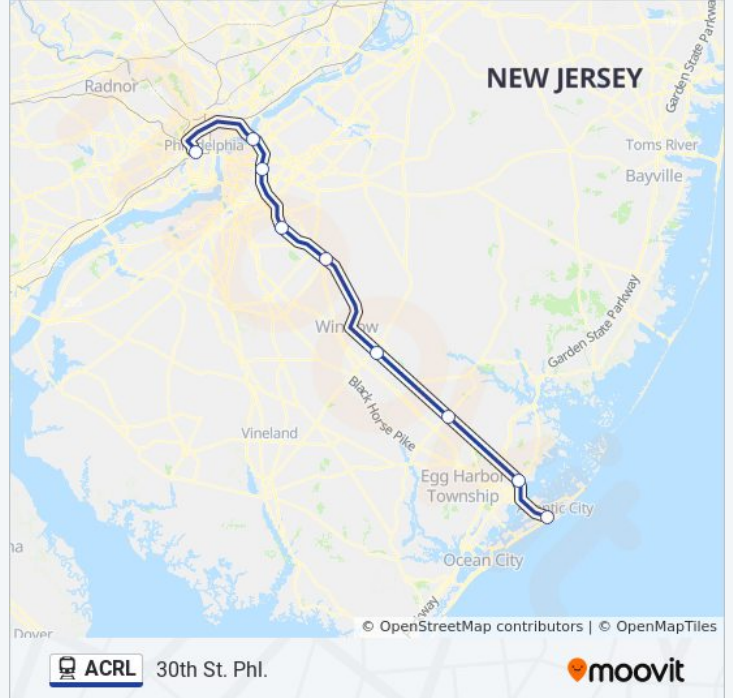 NEW JERSEY
Garden State Parkway
Radnor
Philadelphia
Toms River
Bayville
Garden State Parkway
Winslow
Black Horse Pike
Vineland
Egg Harbor
Township
Atlantic City
Ocean City
Dover
© OpenStreetMap contributors | © OpenMapTiles
ACRL 30th St. Phl.
moovit